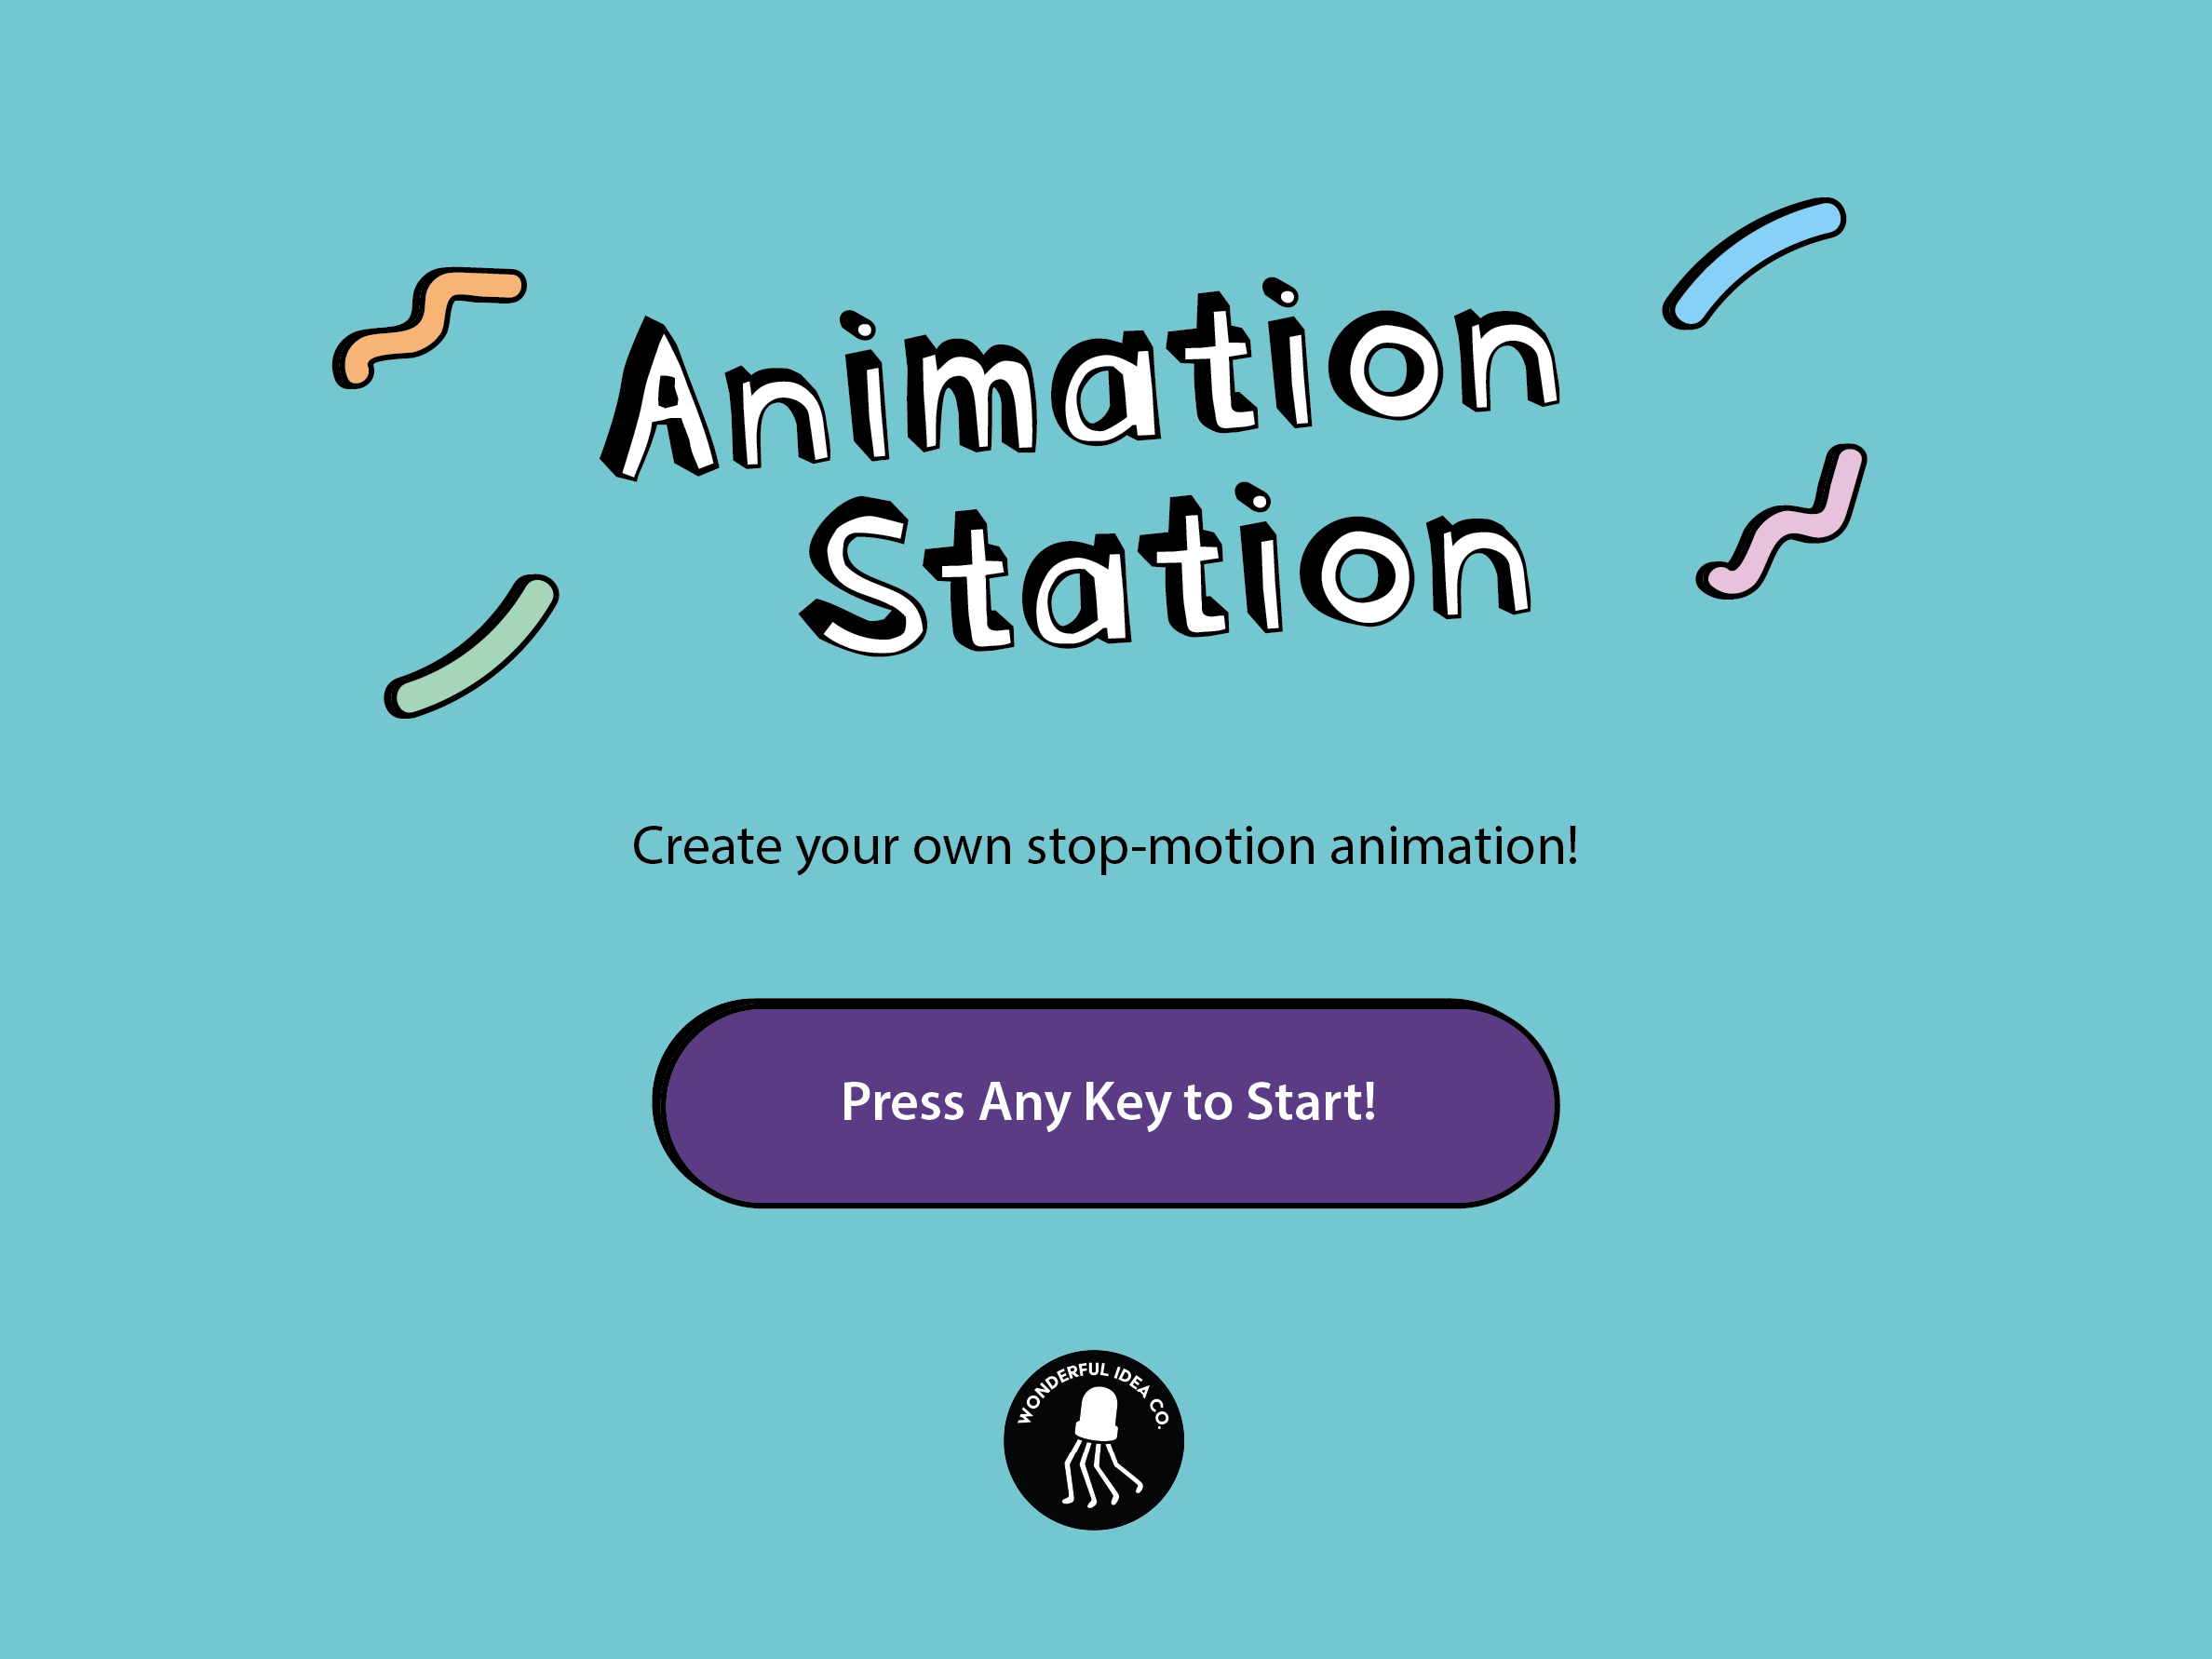 Animation
Station
Create your own stop-motion animation!
Press Any Key to Start!
WONDERFUL IDEA CO.